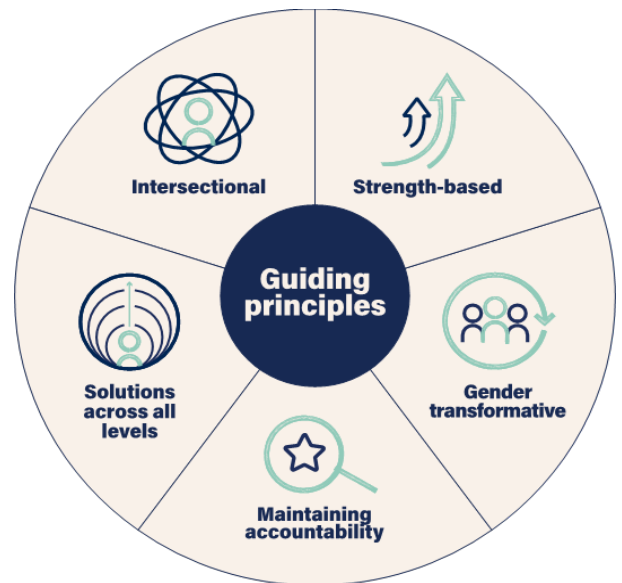 Intersectional
Strength-based
Guiding
principles
Solutions
across all
levels
Gender
transformative
Maintaining
accountability